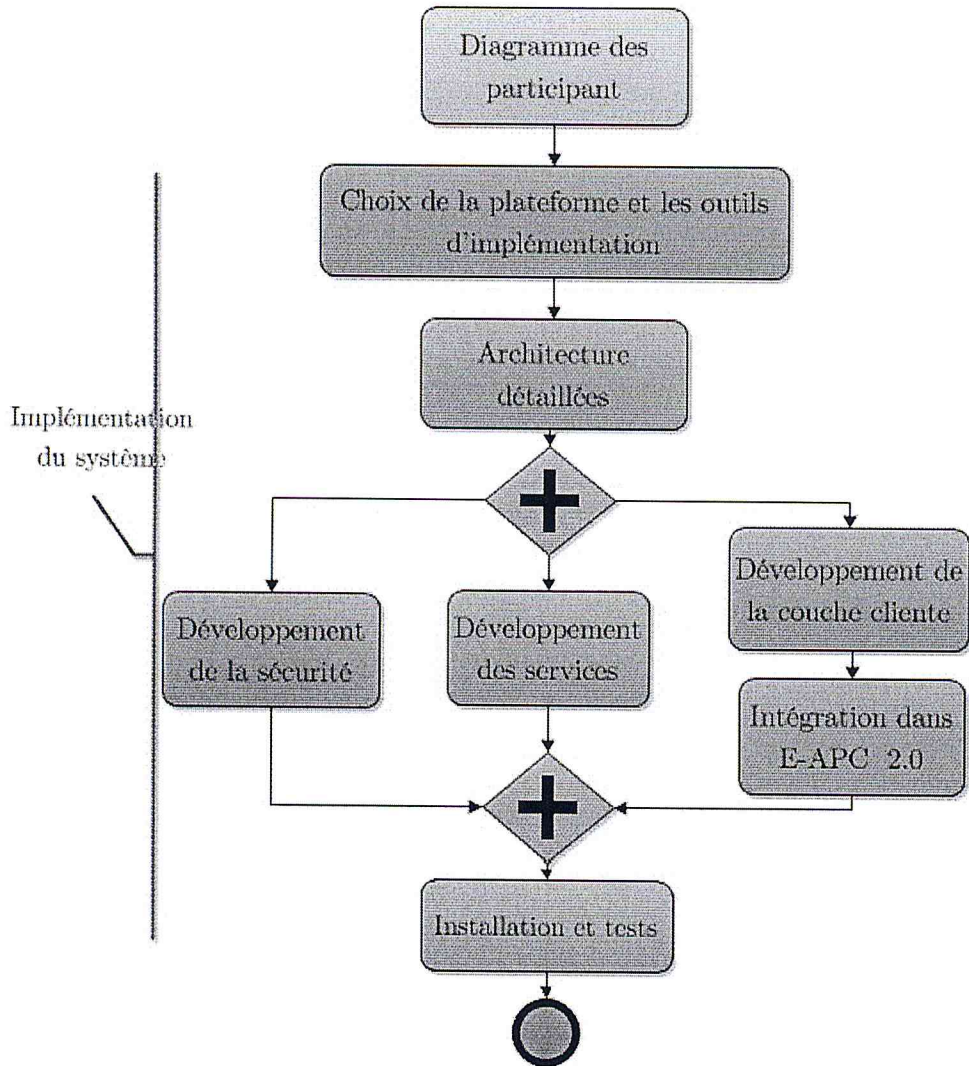 Diagramme des
participant
Choix de la plateforme et les outils
d'implémentation
Architecture
détaillées
Implémentation
du système
Développement
de la sécurité
Développement
des services
Développement de
la couche cliente
Intégration dans
E-APC 2.0
Installation et tests